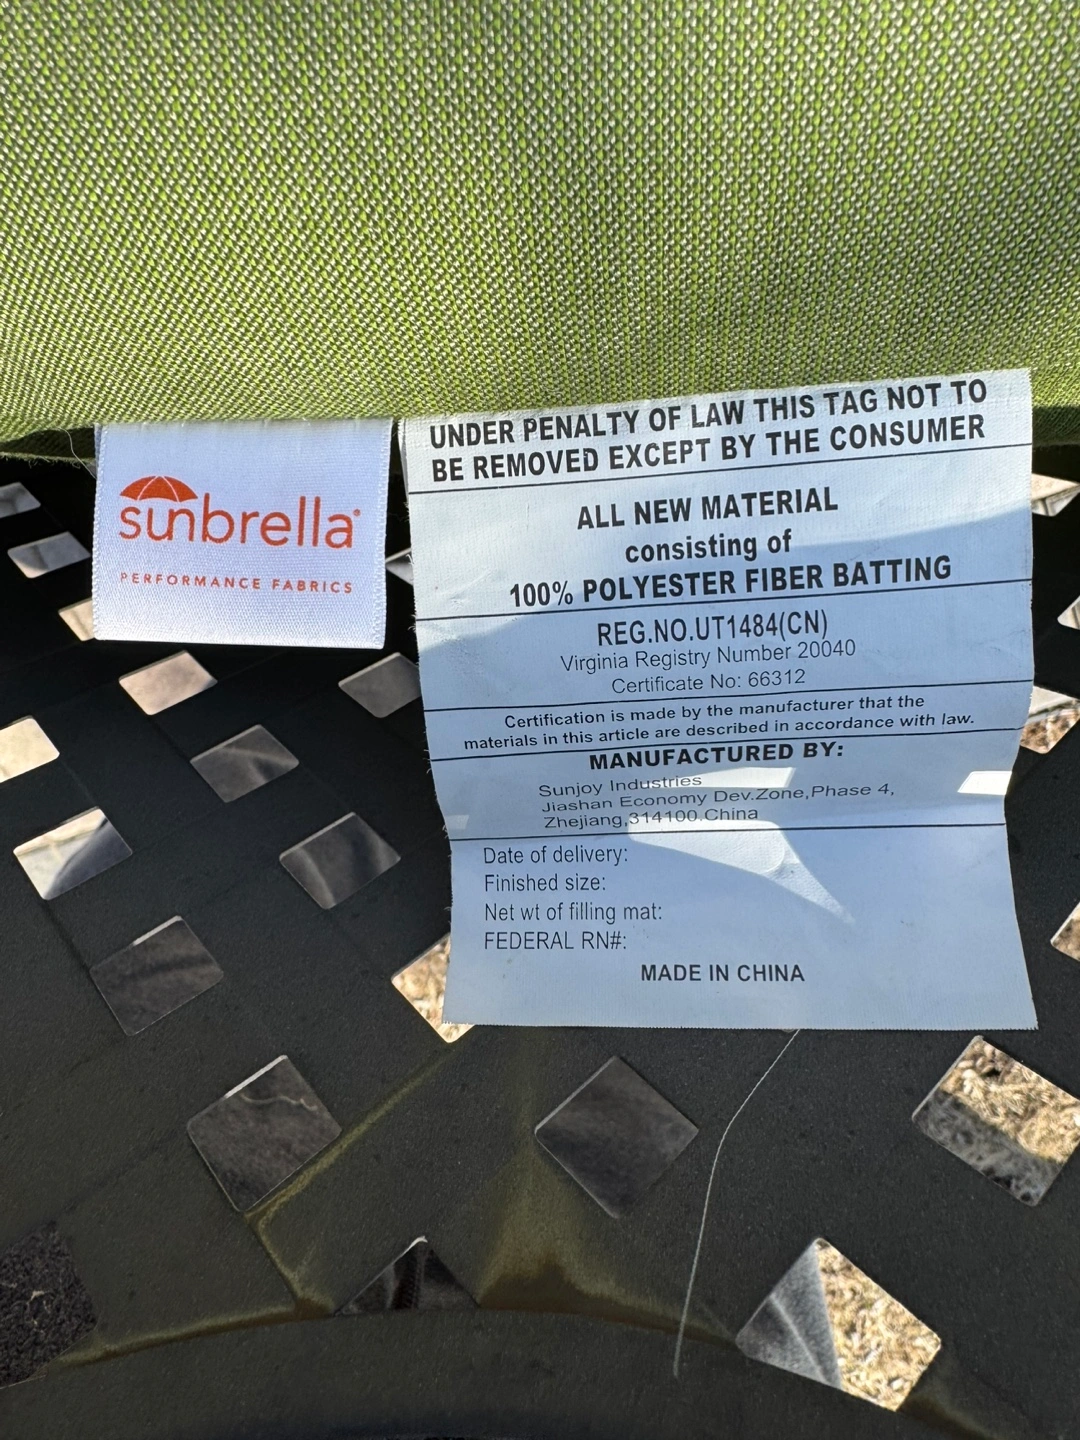 sunbrella®
PERFORMANCE FABRICS
UNDER PENALTY OF LAW THIS TAG NOT TO
BE REMOVED EXCEPT BY THE CONSUMER
ALL NEW MATERIAL
consisting of
100% POLYESTER FIBER BATTING
REG.NO.UT1484(CN)
Virginia Registry Number 20040
Certificate No: 66312
Certification is made by the manufacturer that the
materials in this article are described in accordance with law.
MANUFACTURED BY:
Sunjoy Industries
Jiashan Economy Dev.Zone,Phase 4,
Zhejiang,314100,China
Date of delivery:
Finished size:
Net wt of filling mat:
FEDERAL RN#:
MADE IN CHINA